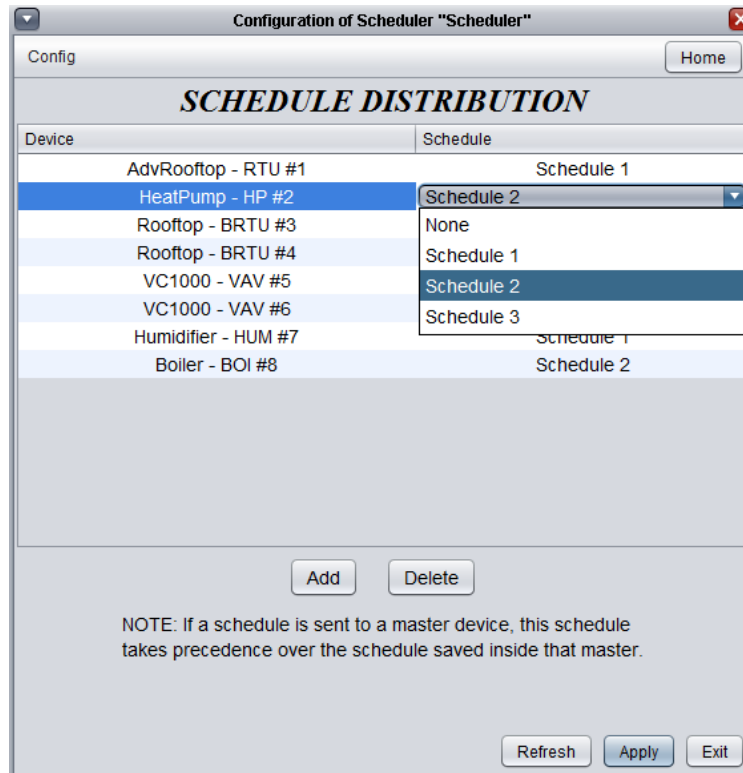 Configuration of Scheduler "Scheduler"
Config Home
SCHEDULE DISTRIBUTION
Device Schedule
AdvRooftop - RTU #1 Schedule 1
HeatPump - HP #2 Schedule 2
Rooftop - BRTU #3 None
Rooftop - BRTU #4 Schedule 1
VC1000 - VAV #5 Schedule 2
VC1000 - VAV #6 Schedule 3
Humidifier - HUM #7 Schedule 1
Boiler - BOI #8 Schedule 2
Add Delete
NOTE: If a schedule is sent to a master device, this schedule
takes precedence over the schedule saved inside that master.
Refresh Apply Exit